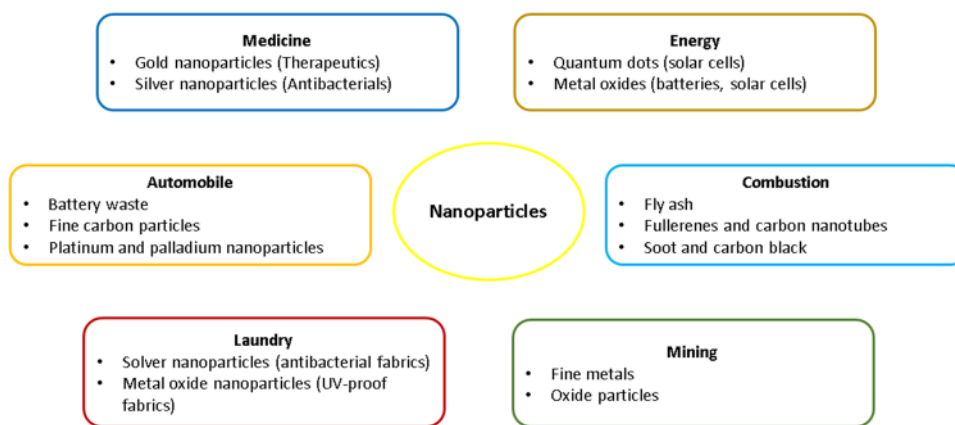 Medicine
• Gold nanoparticles (Therapeutics)
• Silver nanoparticles (Antibacterials)
Energy
• Quantum dots (solar cells)
• Metal oxides (batteries, solar cells)
Automobile
• Battery waste
• Fine carbon particles
• Platinum and palladium nanoparticles
Nanoparticles
Combustion
• Fly ash
• Fullerenes and carbon nanotubes
• Soot and carbon black
Laundry
• Solver nanoparticles (antibacterial fabrics)
• Metal oxide nanoparticles (UV-proof
fabrics)
Mining
• Fine metals
• Oxide particles